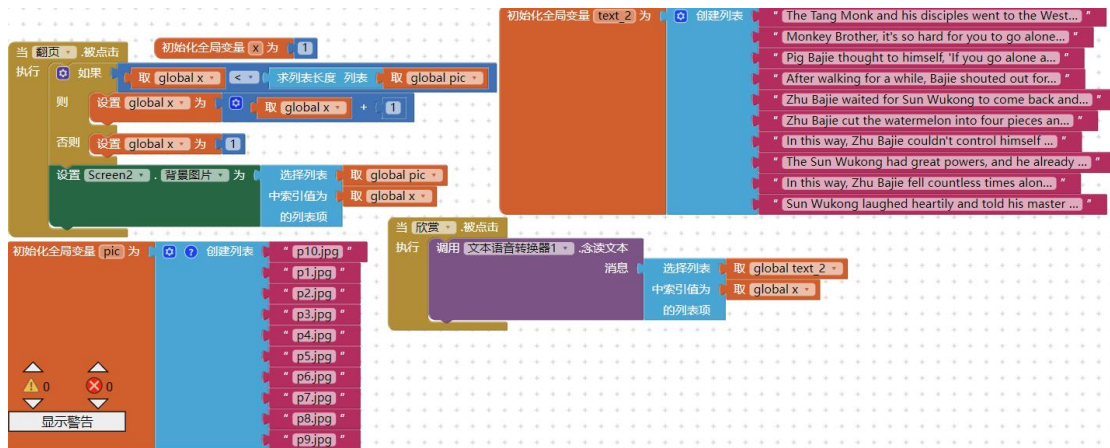 初始化全局变量 text_2 为 创建列表 " The Tang Monk and his disciples went to the West... "
" Monkey Brother, it's so hard for you to go alone... "
" Pig Bajie thought to himself, 'If you go alone a... "
" After walking for a while, Bajie shouted out for... "
" Zhu Bajie waited for Sun Wukong to come back and... "
" Zhu Bajie cut the watermelon into four pieces an... "
" In this way, Zhu Bajie couldn't control himself ... "
" The Sun Wukong had great powers, and he already ... "
" In this way, Zhu Bajie fell countless times alon... "
" Sun Wukong laughed heartily and told his master ... "
当 翻页 .被点击
初始化全局变量 x 为 1
执行 如果 取 global x < 求列表长度 列表 取 global pic
则 设置 global x 为 取 global x + 1
否则 设置 global x 为 1
设置 Screen2 . 背景图片 为 选择列表 取 global pic
中索引值为 取 global x
的列表项
当 欣赏 .被点击
执行 调用 文本语音转换器1 .念读文本
消息 选择列表 取 global text_2
中索引值为 取 global x
的列表项
初始化全局变量 pic 为 ? 创建列表 " p10.jpg "
" p1.jpg "
" p2.jpg "
" p3.jpg "
" p4.jpg "
" p5.jpg "
" p6.jpg "
" p7.jpg "
" p8.jpg "
" p9.jpg "
0 0
显示警告